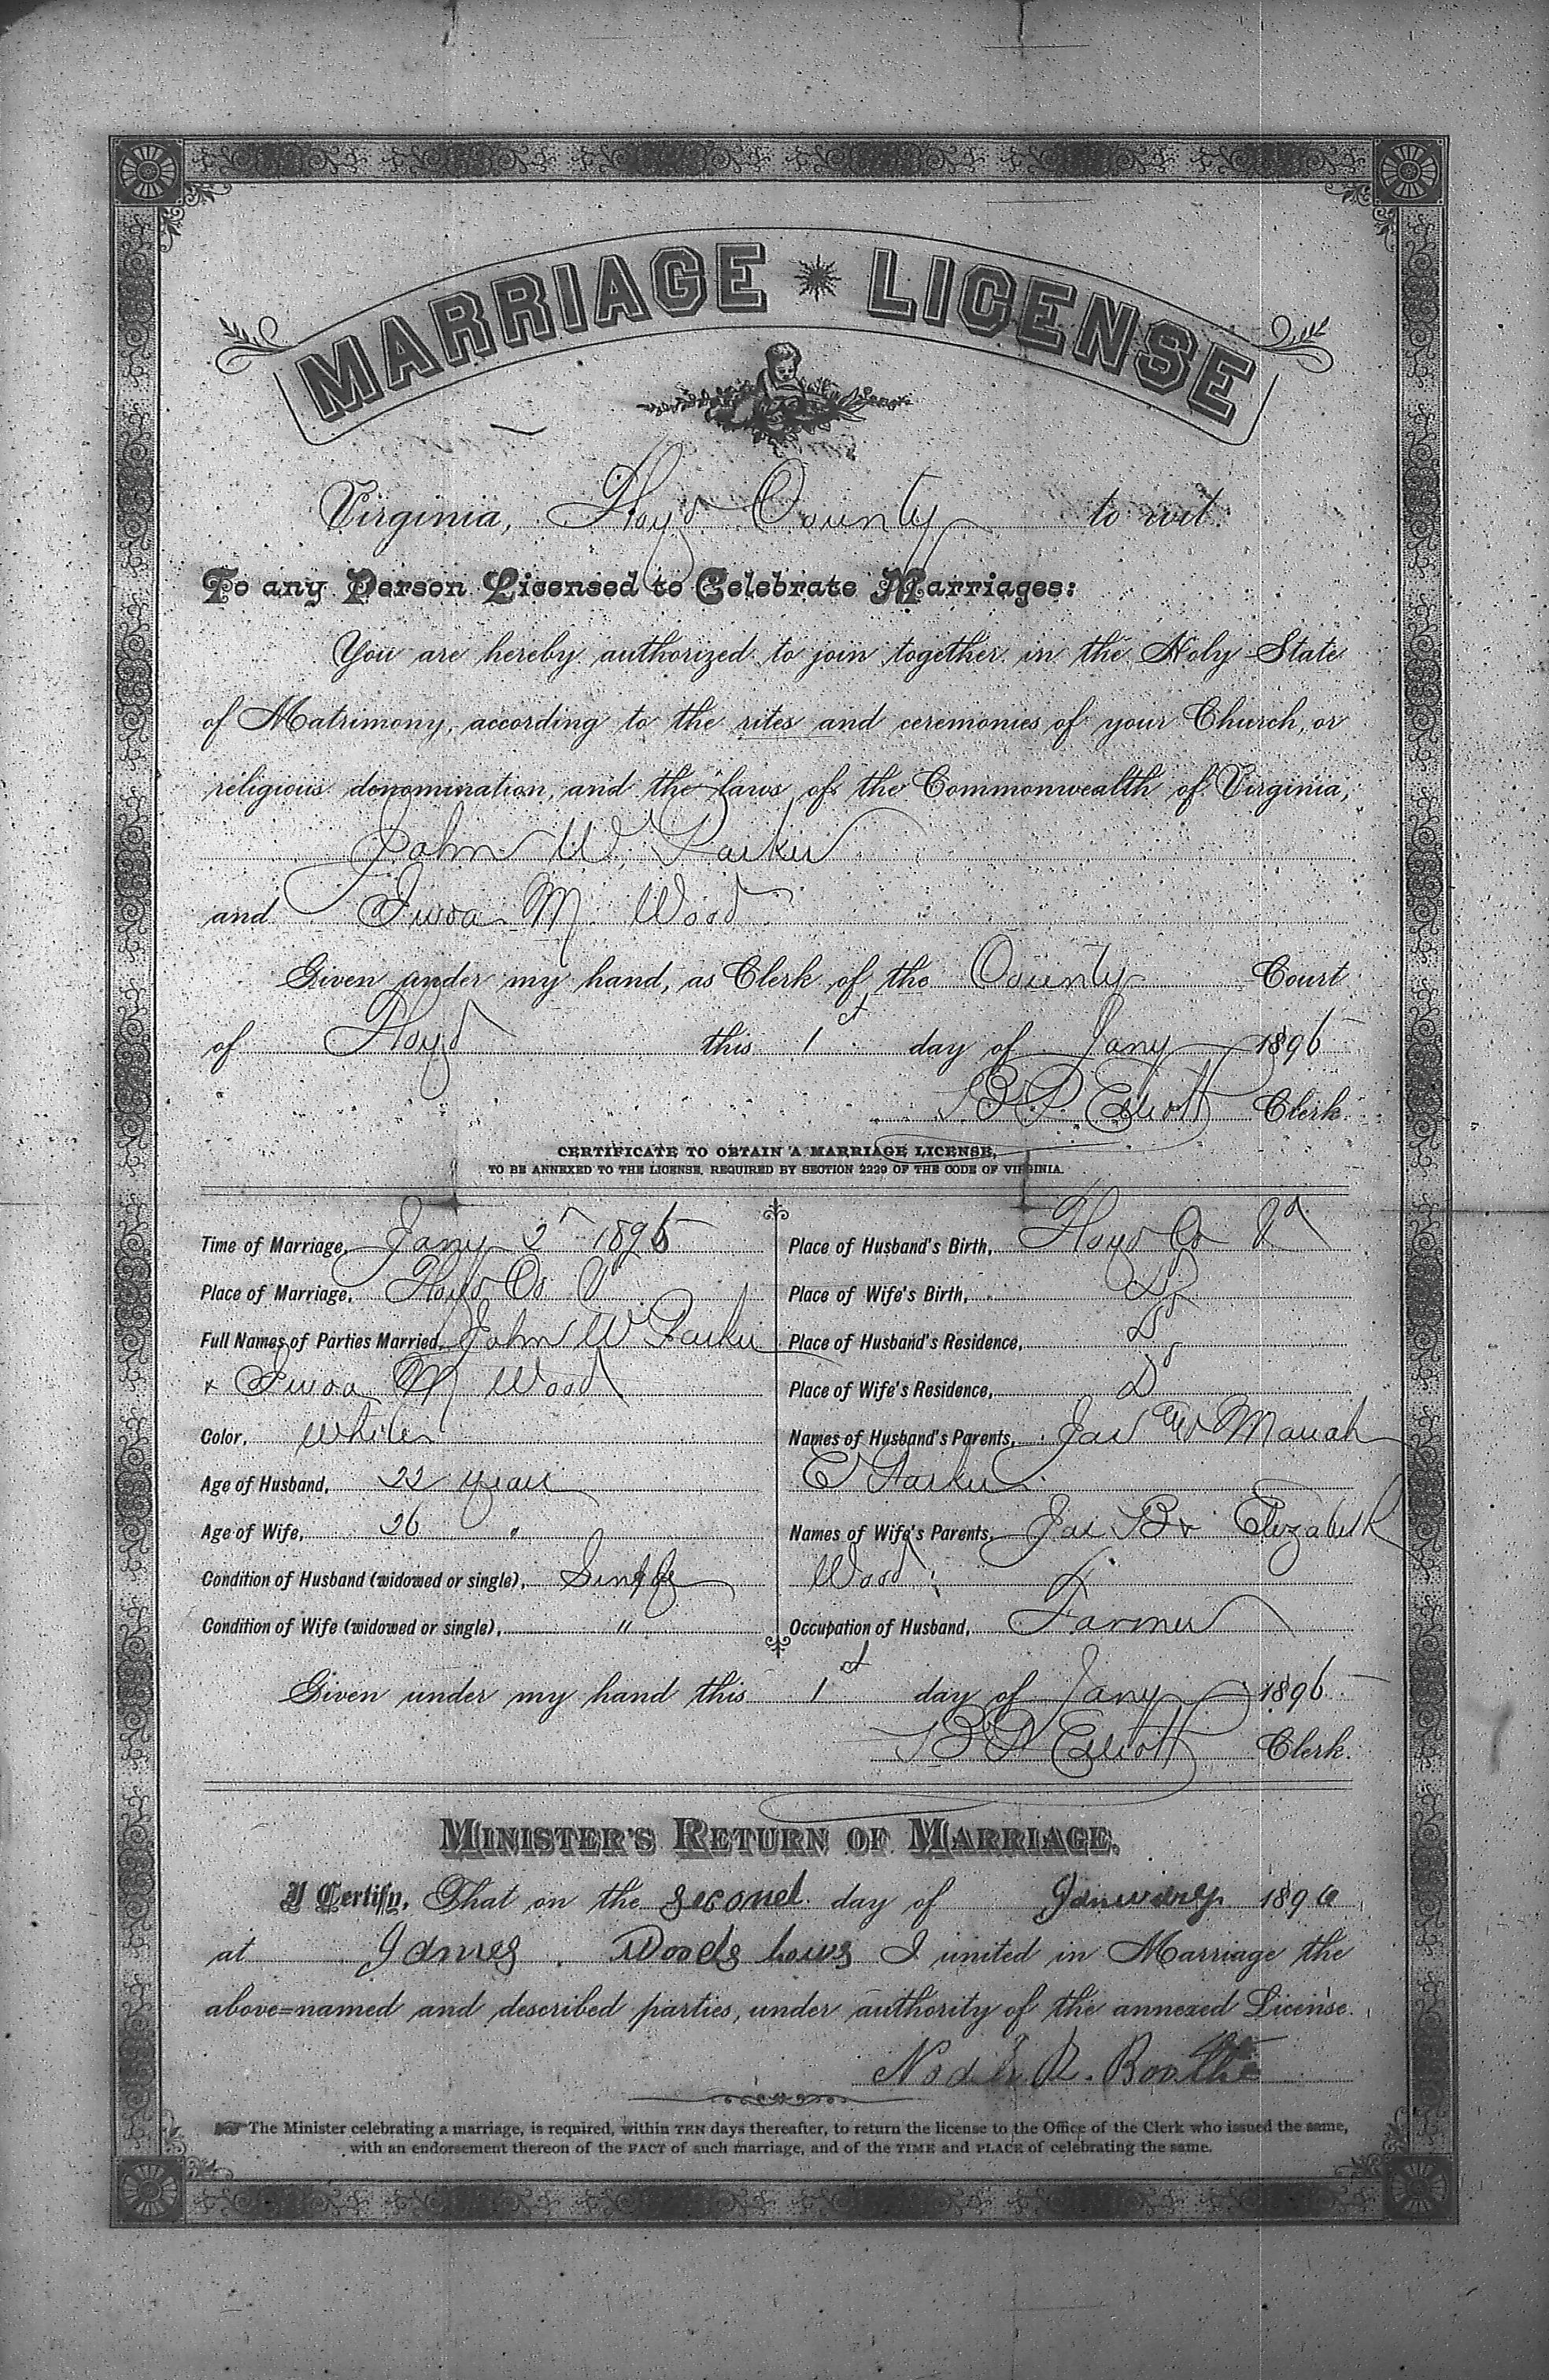 MARRIAGE LICENSE
Virginia, Floyd County to wit:
To any Person Licensed to Celebrate Marriages:
You are hereby authorized to join together in the Holy State
of Matrimony, according to the rites and ceremonies of your Church, or
religious denomination, and the laws of the Commonwealth of Virginia,
John W. Parker
and M. Wood
Given under my hand, as Clerk of the County Court
of Floyd this 1st day of Jany 1896
B. P. Elliott Clerk.
CERTIFICATE TO OBTAIN A MARRIAGE LICENSE,
TO BE ANNEXED TO THE LICENSE, REQUIRED BY SECTION 2229 OF THE CODE OF VIRGINIA.
Time of Marriage, Jany 2nd 1896
Place of Marriage, Floyd Co Va
Full Names of Parties Married, John W Parker
& M Wood
Color, White
Age of Husband, 22 years
Age of Wife, 26 "
Condition of Husband (widowed or single), Single
Condition of Wife (widowed or single), "
Place of Husband's Birth, Floyd Co Va
Place of Wife's Birth, Do
Place of Husband's Residence, Do
Place of Wife's Residence, Do
Names of Husband's Parents, Jas and Mariah
E Parker
Names of Wife's Parents, Jas B & Elizabeth
Wood
Occupation of Husband, Farmer
Given under my hand this 1st day of Jany 1896
B P Elliott Clerk.
MINISTER'S RETURN OF MARRIAGE.
I Certify, That on the second day of January 1896
at James Woods hous I united in Marriage the
above-named and described parties, under authority of the annexed License.
R. Boothe
The Minister celebrating a marriage, is required, within TEN days thereafter, to return the license to the Office of the Clerk who issued the same,
with an endorsement thereon of the FACT of such marriage, and of the TIME and PLACE of celebrating the same.